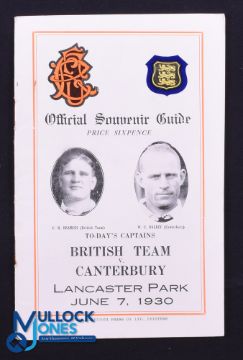 Official Souvenir Guide
PRICE SIXPENCE
TO-DAY'S CAPTAINS
BRITISH TEAM
v.
CANTERBURY
LANCASTER PARK
JUNE 7, 1930
MULLOCK
JONES